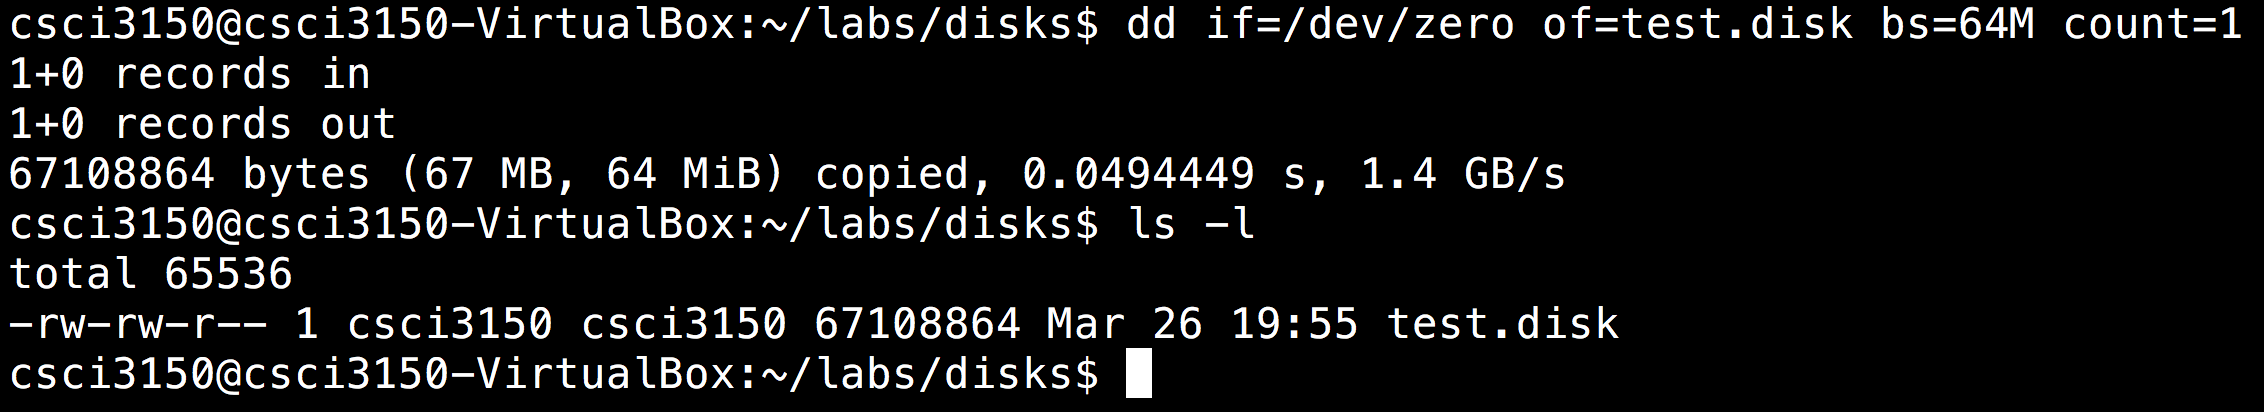 csci3150@csci3150-VirtualBox:~/labs/disks$ dd if=/dev/zero of=test.disk bs=64M count=1
1+0 records in
1+0 records out
67108864 bytes (67 MB, 64 MiB) copied, 0.0494449 s, 1.4 GB/s
csci3150@csci3150-VirtualBox:~/labs/disks$ ls -l
total 65536
-rw-rw-r-- 1 csci3150 csci3150 67108864 Mar 26 19:55 test.disk
csci3150@csci3150-VirtualBox:~/labs/disks$